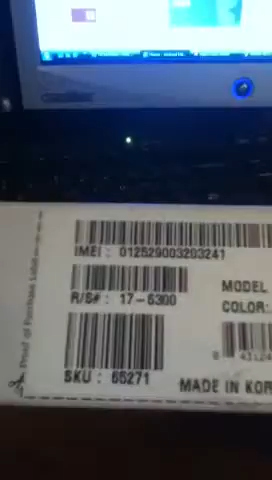 IMEI : 012529003203241
R/S# : 17-6300
MODEL
COLOR:
SKU : 65271
MADE IN KOR
Proof of Purchase Label